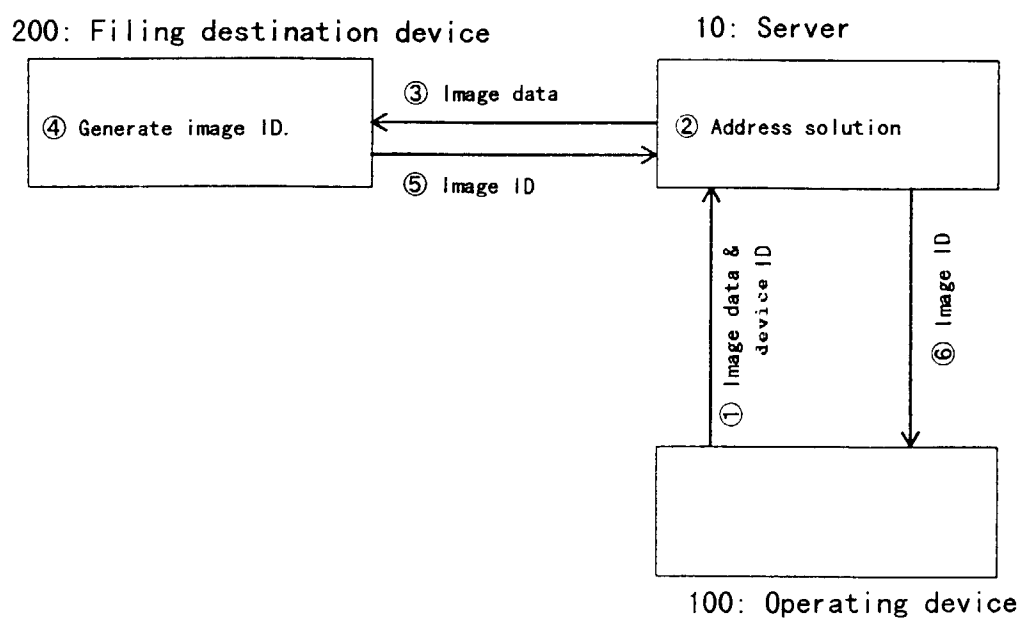 200: Filing destination device
10: Server
③ Image data
④ Generate image ID.
② Address solution
⑤ Image ID
① Image data &
device ID
⑥ Image ID
100: Operating device